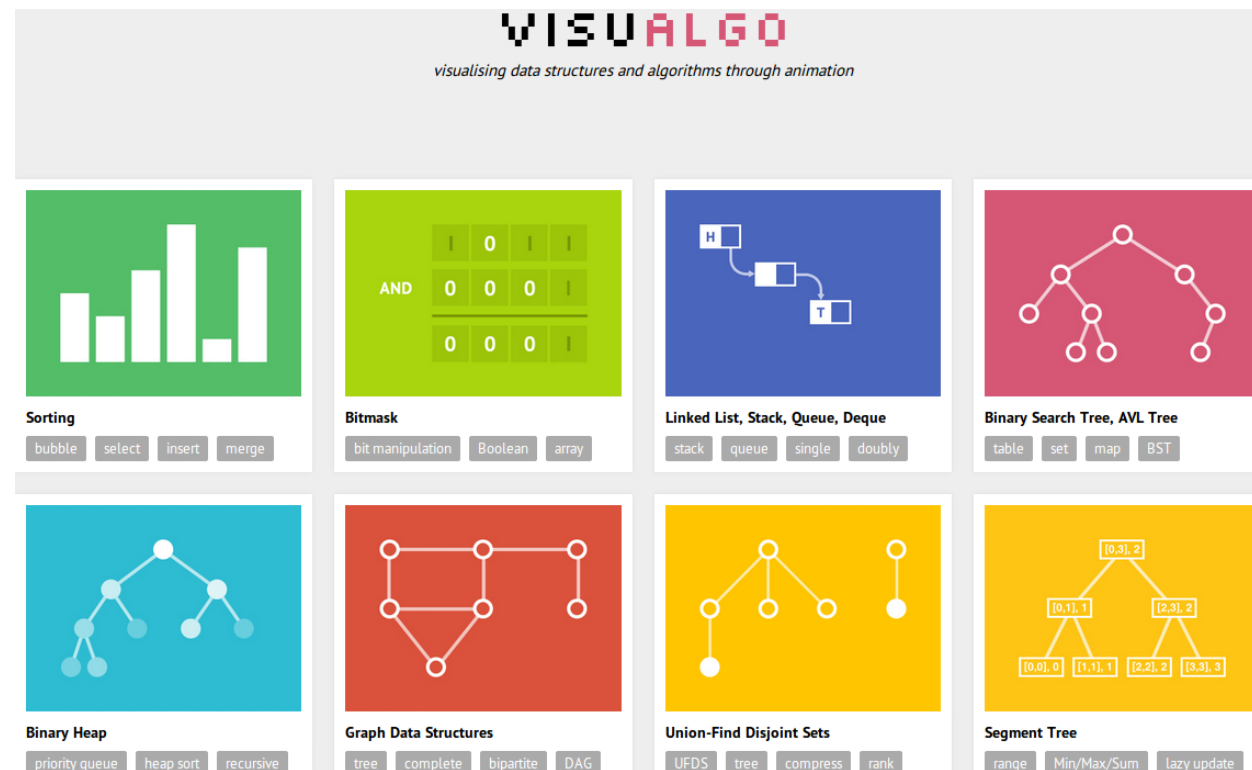 VISUALGO
visualising data structures and algorithms through animation
I 0 I I
AND 0 0 0 I
0 0 0 I
H
T
Sorting
bubble select insert merge
Bitmask
bit manipulation Boolean array
Linked List, Stack, Queue, Deque
stack queue single doubly
Binary Search Tree, AVL Tree
table set map BST
[0,3], 2
[0,1], 1 [2,3], 2
[0,0], 0 [1,1], 1 [2,2], 2 [3,3], 3
Binary Heap
priority queue heap sort recursive
Graph Data Structures
tree complete bipartite DAG
Union-Find Disjoint Sets
UFDS tree compress rank
Segment Tree
range Min/Max/Sum lazy update